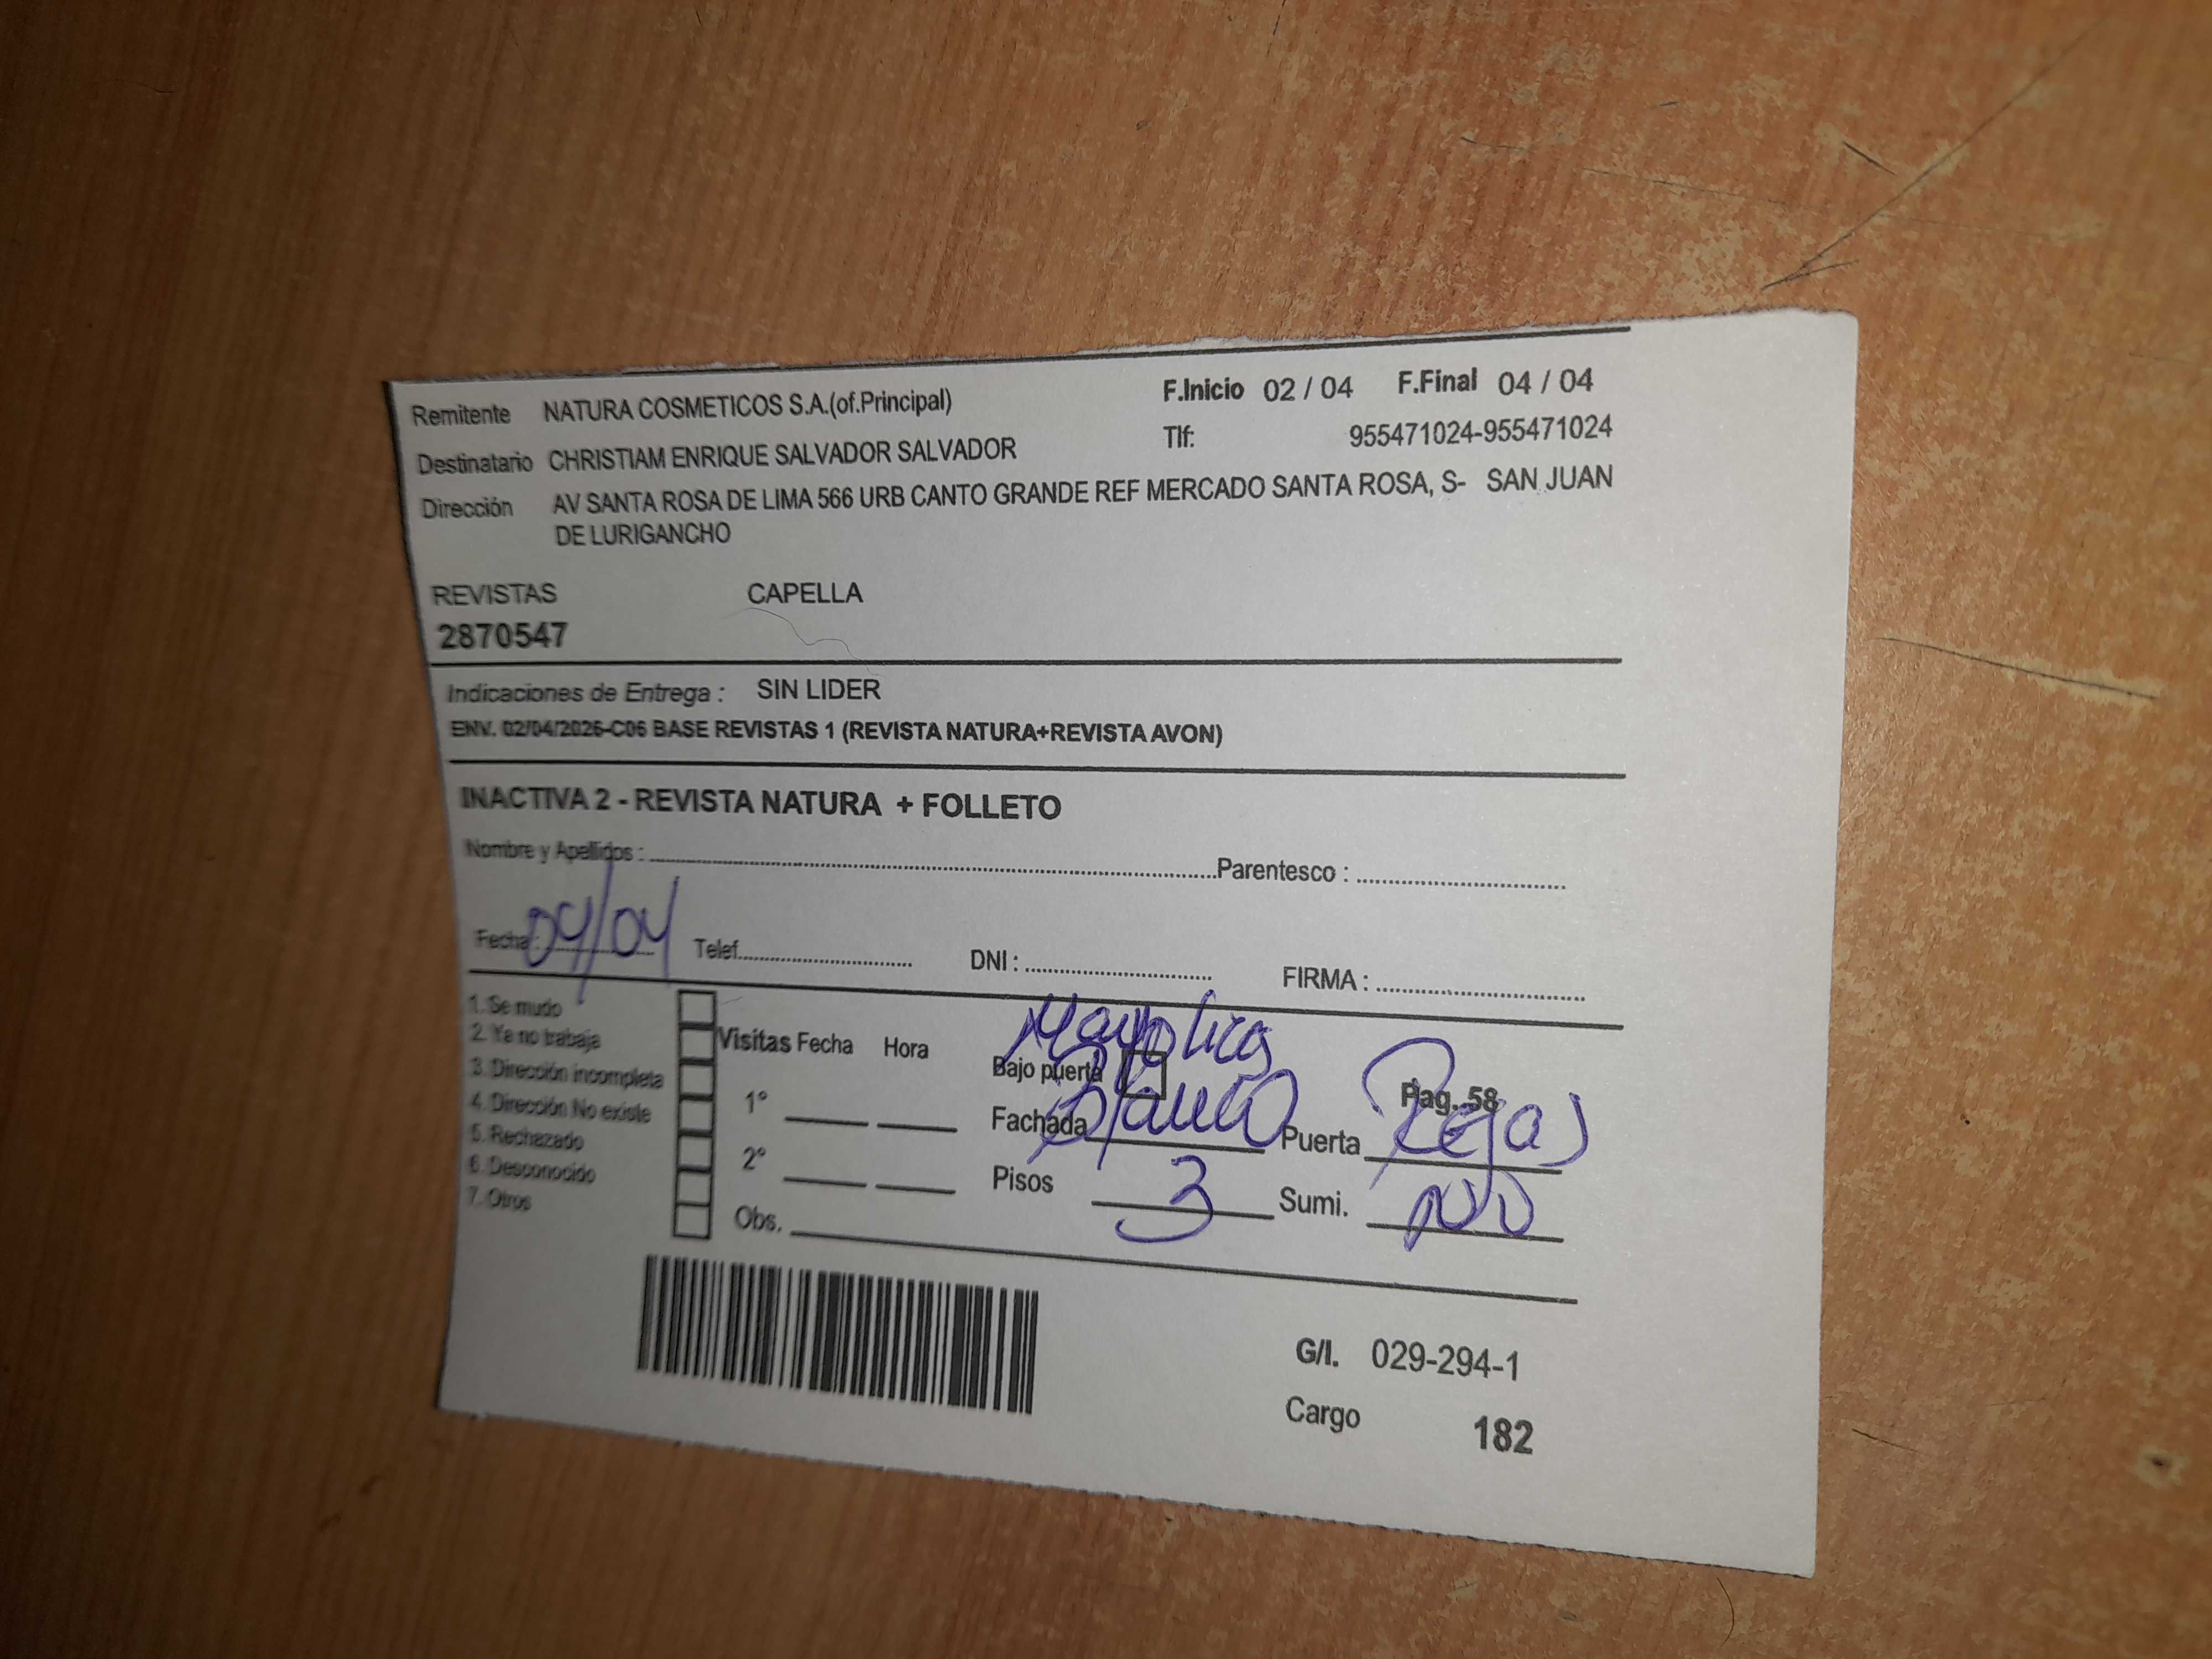 Remitente NATURA COSMETICOS S.A.(of.Principal) F.Inicio 02 / 04 F.Final 04 / 04
Destinatario CHRISTIAM ENRIQUE SALVADOR SALVADOR Tlf: 955471024-955471024
Dirección AV SANTA ROSA DE LIMA 566 URB CANTO GRANDE REF MERCADO SANTA ROSA, S- SAN JUAN
DE LURIGANCHO
REVISTAS CAPELLA
2870547
Indicaciones de Entrega : SIN LIDER
ENV. 02/04/2026-C06 BASE REVISTAS 1 (REVISTA NATURA+REVISTA AVON)
INACTIVA 2 - REVISTA NATURA + FOLLETO
Nombre y Apellidos : Parentesco :
Fecha : 04/04 Telef. DNI : FIRMA :
1. Se mudo
2. Ya no trabaja
3. Dirección incompleta
4. Dirección No existe
5. Rechazado
6. Desconocido
7. Otros
Visitas Fecha Hora
1°
2°
Obs.
Mayolica
Bajo puerta Pag. 58
Fachada Blanco Puerta Rejas
Pisos 3 Sumi. NO
G/I. 029-294-1
Cargo 182